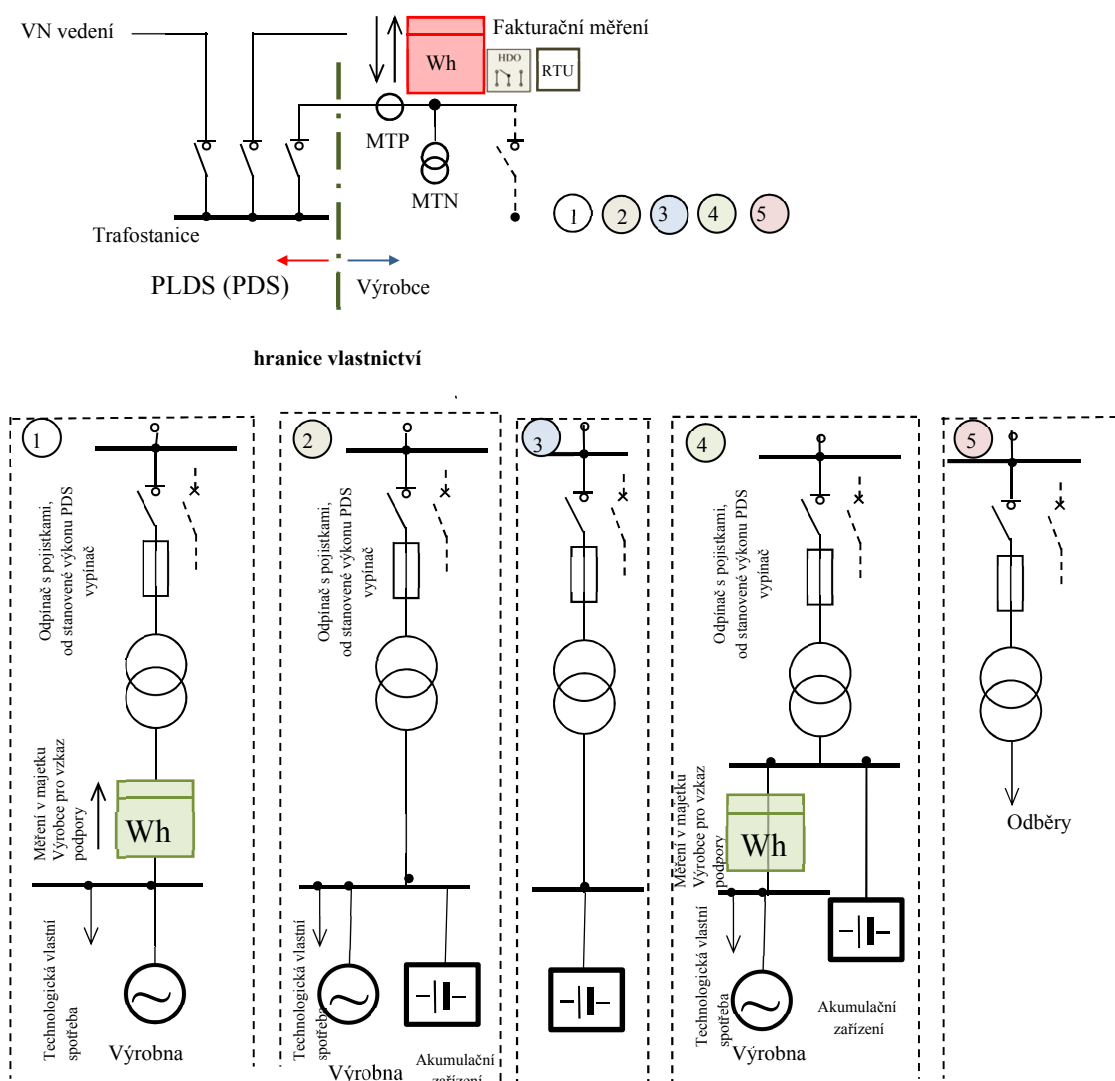 VN vedení
Fakturační měření
Wh
HDO
RTU
MTP
MTN
Trafostanice
1 2 3 4 5
PLDS (PDS)
Výrobce
hranice vlastnictví
1
Odpínač s pojistkami,
od stanovené výkonu PDS
vypínač
Měření v majetku
Výrobce pro vzkaz
podpory
Wh
Technologická vlastní
spotřeba
Výrobna
2
Odpínač s pojistkami,
od stanovené výkonu PDS
vypínač
Technologická vlastní
spotřeba
Výrobna
Akumulační
zařízení
3
4
Odpínač s pojistkami,
od stanovené výkonu PDS
vypínač
Měření v majetku
Výrobce pro vzkaz
podpory
Wh
Technologická vlastní
spotřeba
Výrobna
Akumulační
zařízení
5
Odběry